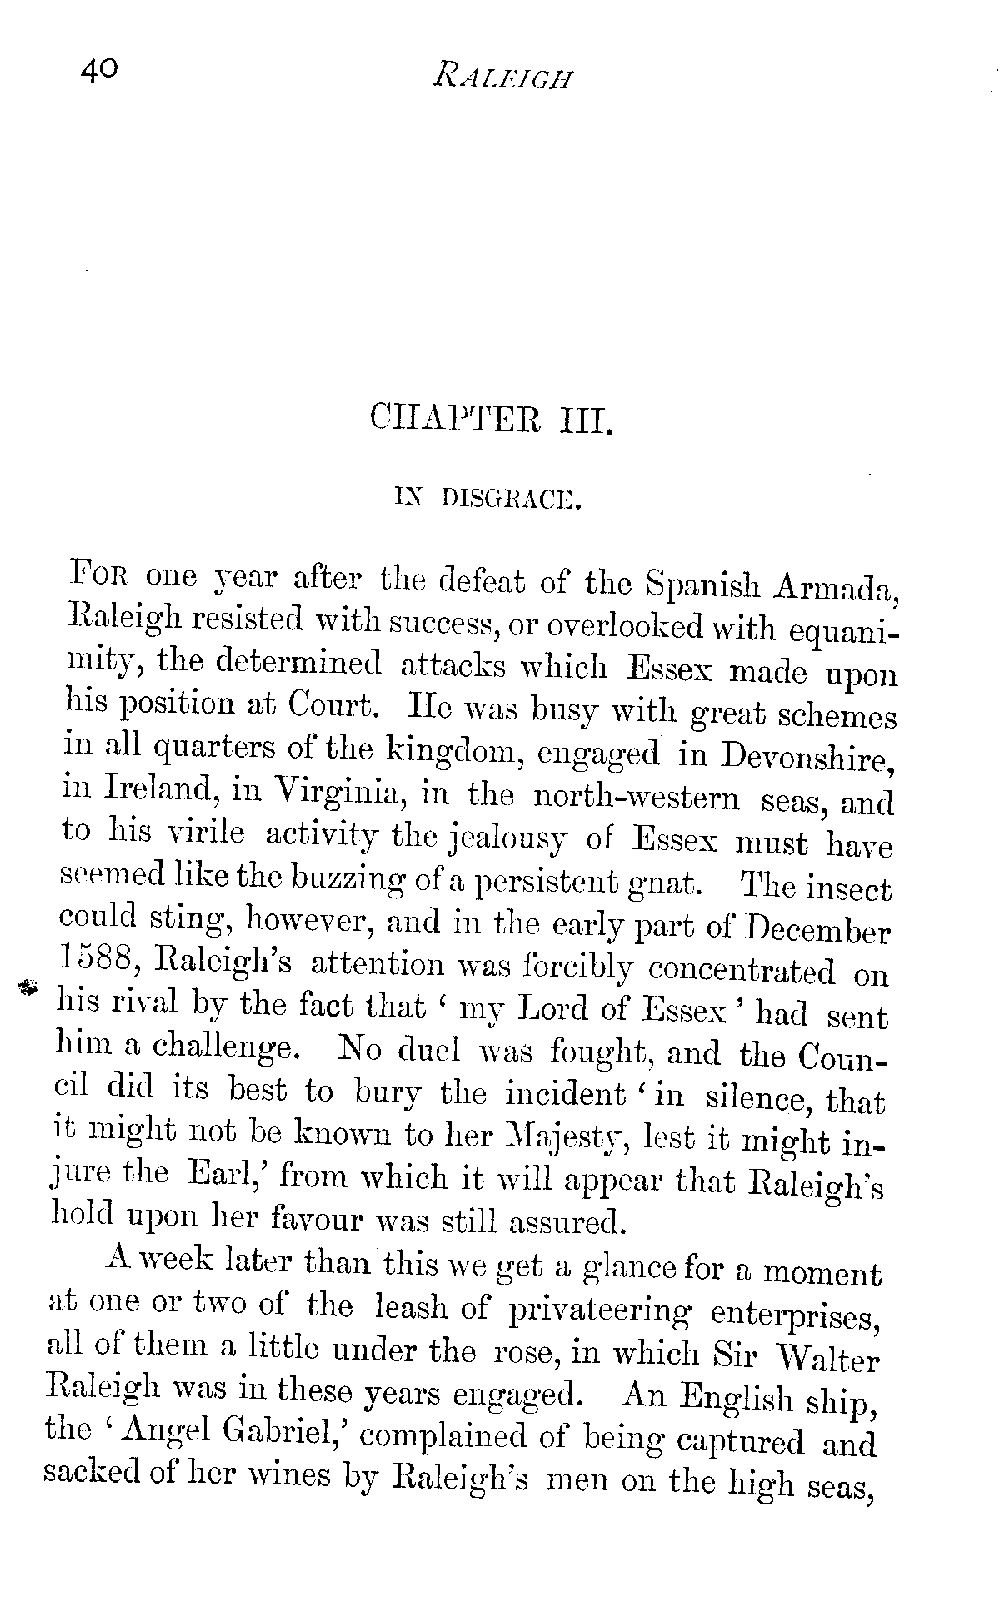 40 RALEIGH
CHAPTER III.
IN DISGRACE.
FOR one year after the defeat of the Spanish Armada,
Raleigh resisted with success, or overlooked with equani-
mity, the determined attacks which Essex made upon
his position at Court. He was busy with great schemes
in all quarters of the kingdom, engaged in Devonshire,
in Ireland, in Virginia, in the north-western seas, and
to his virile activity the jealousy of Essex must have
seemed like the buzzing of a persistent gnat. The insect
could sting, however, and in the early part of December
1588, Raleigh's attention was forcibly concentrated on
his rival by the fact that ‘ my Lord of Essex ’ had sent
him a challenge. No duel was fought, and the Coun-
cil did its best to bury the incident ‘ in silence, that
it might not be known to her Majesty, lest it might in-
jure the Earl,’ from which it will appear that Raleigh's
hold upon her favour was still assured.
A week later than this we get a glance for a moment
at one or two of the leash of privateering enterprises,
all of them a little under the rose, in which Sir Walter
Raleigh was in these years engaged. An English ship,
the ‘ Angel Gabriel,’ complained of being captured and
sacked of her wines by Raleigh's men on the high seas,